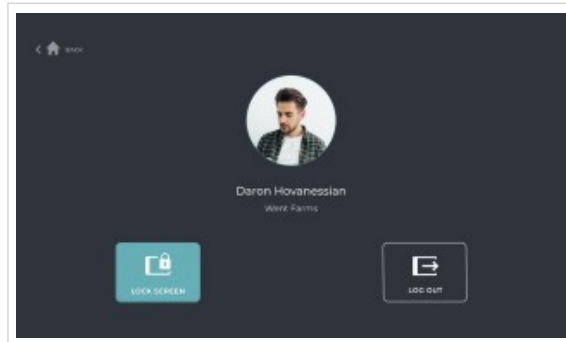 BACK
Daron Hovanessian
Went Farms
LOCK SCREEN
LOG OUT